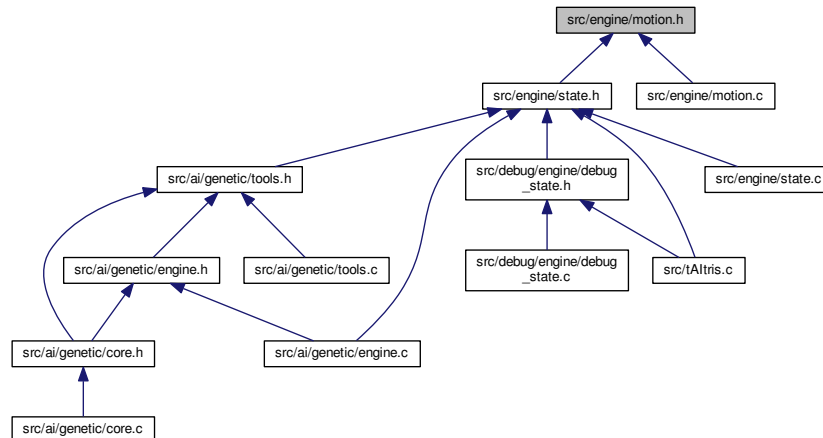 src/engine/motion.h
src/engine/state.h
src/engine/motion.c
src/ai/genetic/tools.h
src/debug/engine/debug
_state.h
src/engine/state.c
src/ai/genetic/engine.h
src/ai/genetic/tools.c
src/debug/engine/debug
_state.c
src/tAItris.c
src/ai/genetic/core.h
src/ai/genetic/engine.c
src/ai/genetic/core.c